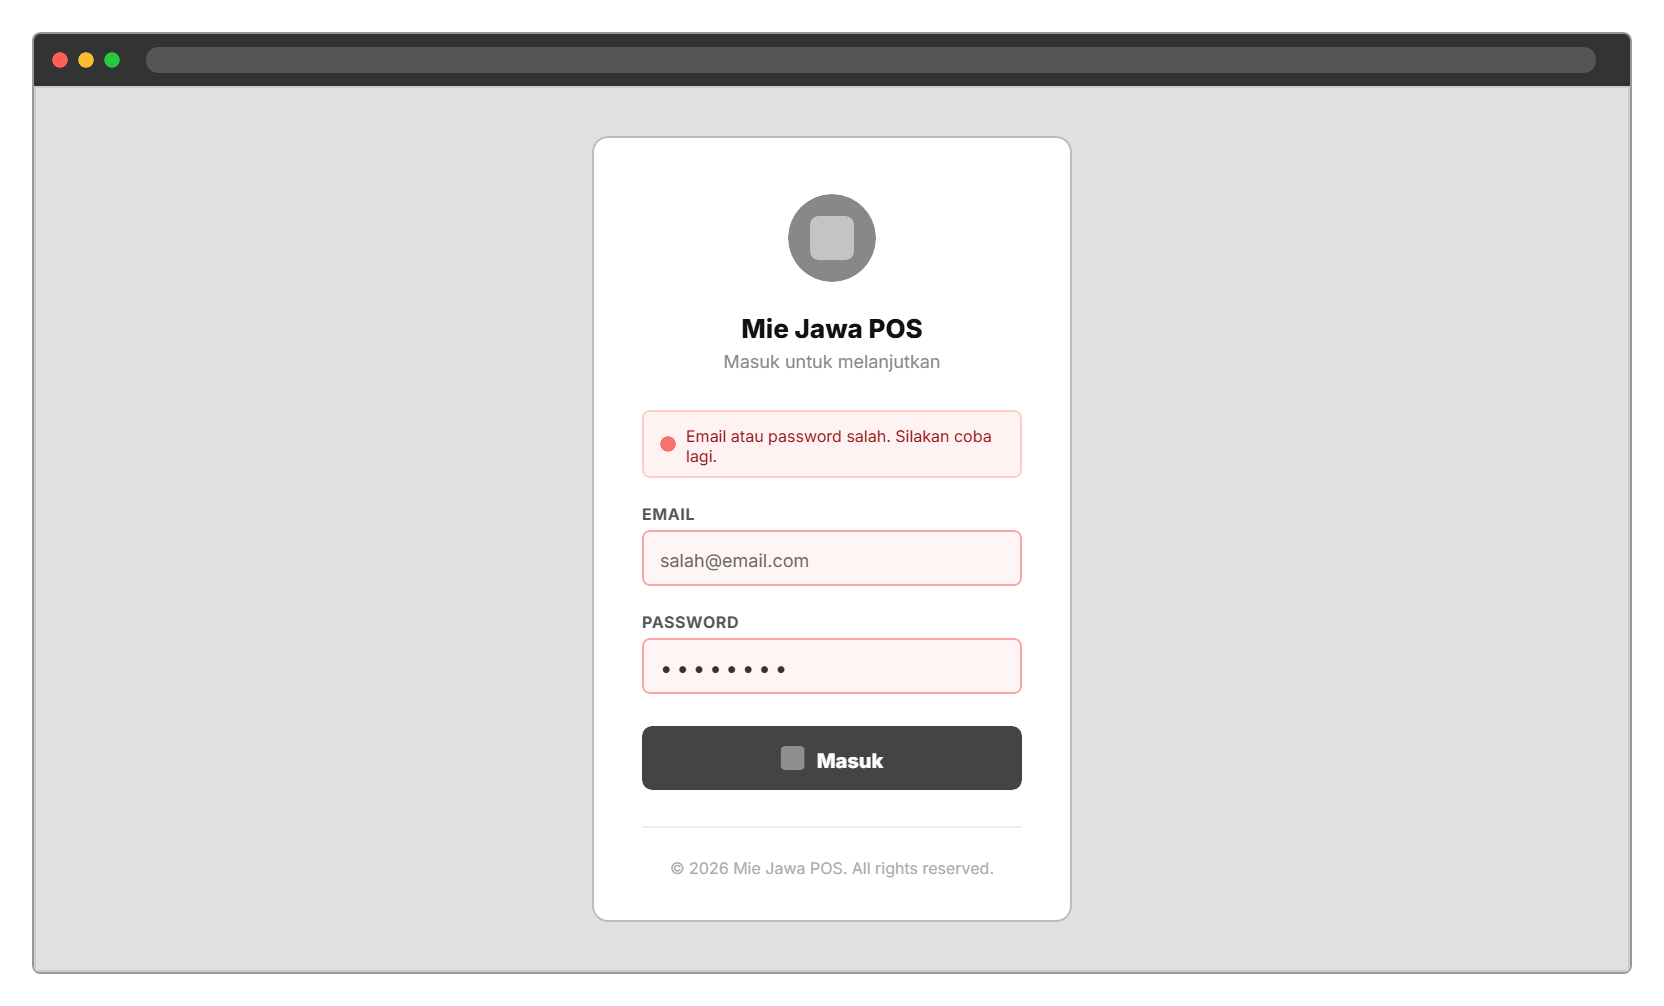 Mie Jawa POS
Masuk untuk melanjutkan
Email atau password salah. Silakan coba
lagi.
EMAIL
salah@email.com
PASSWORD
••••••••
Masuk
© 2026 Mie Jawa POS. All rights reserved.